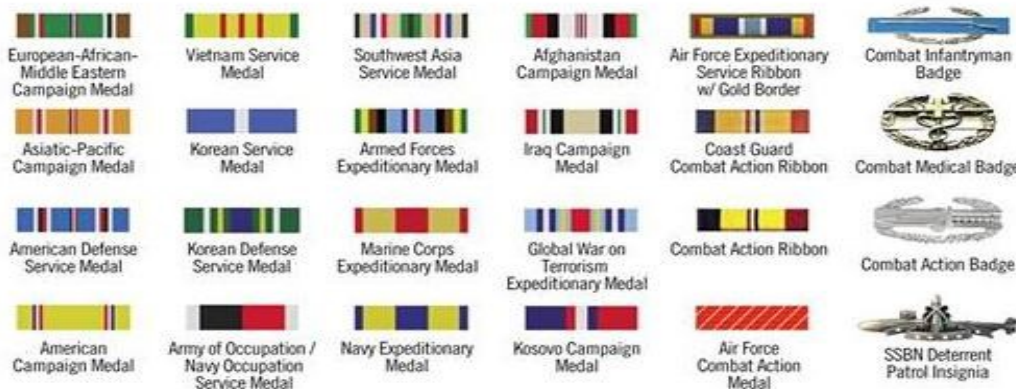 European-African-
Middle Eastern
Campaign Medal
Vietnam Service
Medal
Southwest Asia
Service Medal
Afghanistan
Campaign Medal
Air Force Expeditionary
Service Ribbon
w/ Gold Border
Combat Infantryman
Badge
Asiatic-Pacific
Campaign Medal
Korean Service
Medal
Armed Forces
Expeditionary Medal
Iraq Campaign
Medal
Coast Guard
Combat Action Ribbon
Combat Medical Badge
American Defense
Service Medal
Korean Defense
Service Medal
Marine Corps
Expeditionary Medal
Global War on
Terrorism
Expeditionary Medal
Combat Action Ribbon
Combat Action Badge
American
Campaign Medal
Army of Occupation /
Navy Occupation
Service Medal
Navy Expeditionary
Medal
Kosovo Campaign
Medal
Air Force
Combat Action
Medal
SSBN Deterrent
Patrol Insignia